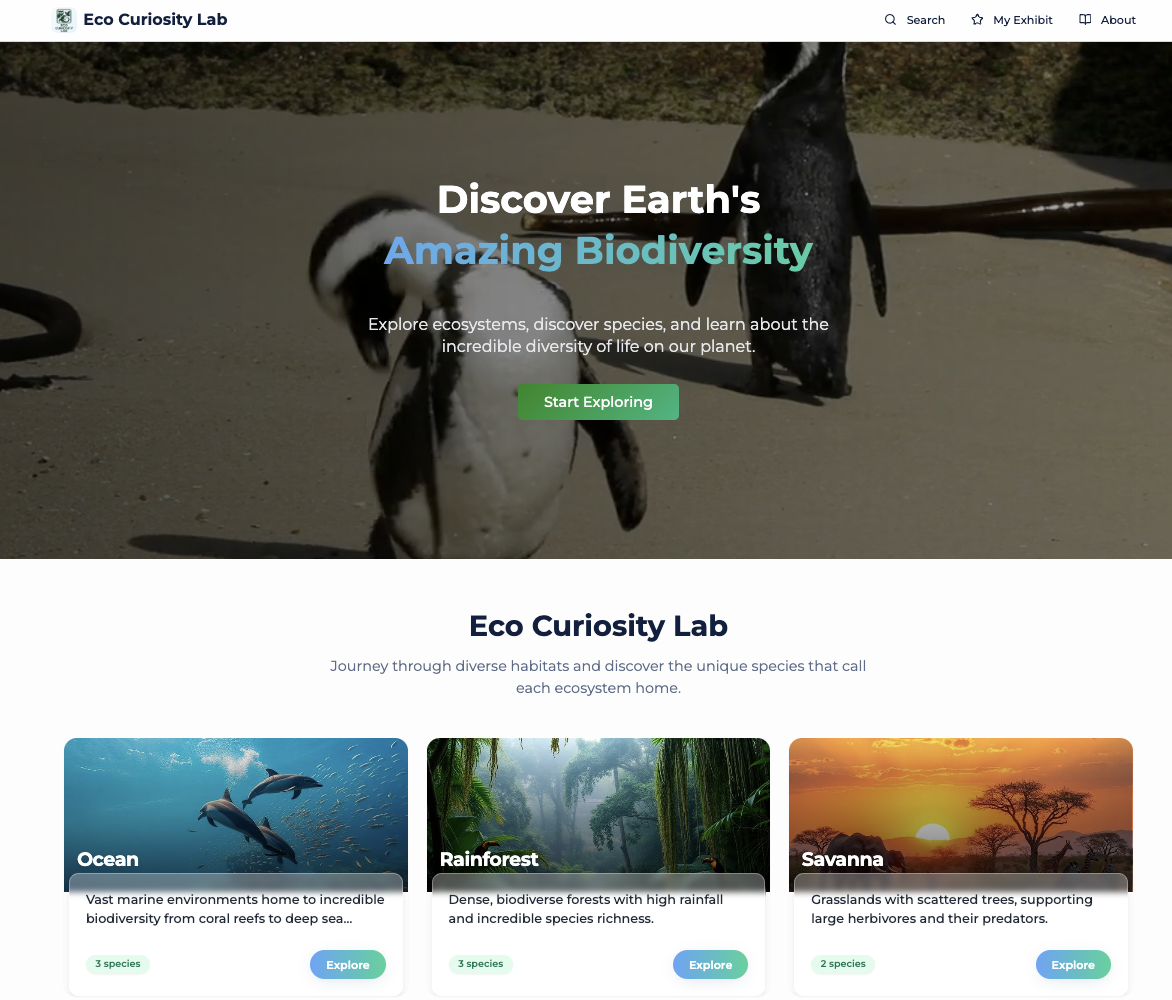 Eco Curiosity Lab
Search
My Exhibit
About
Discover Earth's
Amazing Biodiversity
Explore ecosystems, discover species, and learn about the
incredible diversity of life on our planet.
Start Exploring
Eco Curiosity Lab
Journey through diverse habitats and discover the unique species that call
each ecosystem home.
Ocean
Vast marine environments home to incredible
biodiversity from coral reefs to deep sea...
3 species
Explore
Rainforest
Dense, biodiverse forests with high rainfall
and incredible species richness.
3 species
Explore
Savanna
Grasslands with scattered trees, supporting
large herbivores and their predators.
2 species
Explore